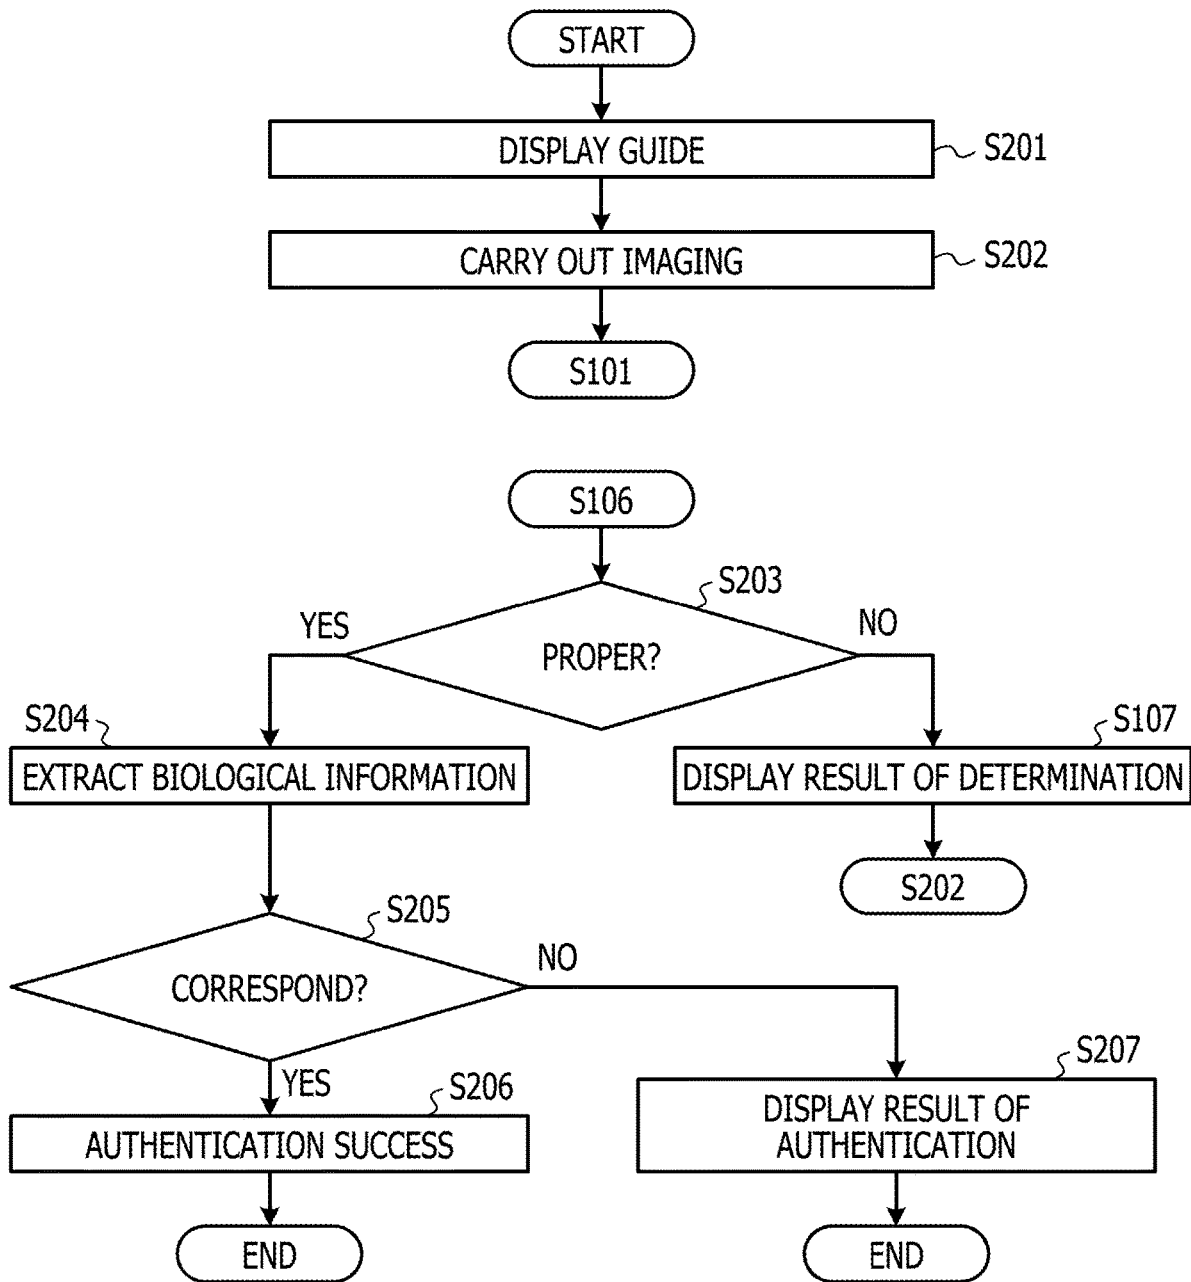 START
DISPLAY GUIDE
S201
CARRY OUT IMAGING
S202
S101
S106
S203
YES
NO
PROPER?
S204
S107
EXTRACT BIOLOGICAL INFORMATION
DISPLAY RESULT OF DETERMINATION
S202
S205
NO
CORRESPOND?
S207
YES
S206
DISPLAY RESULT OF
AUTHENTICATION
AUTHENTICATION SUCCESS
END
END